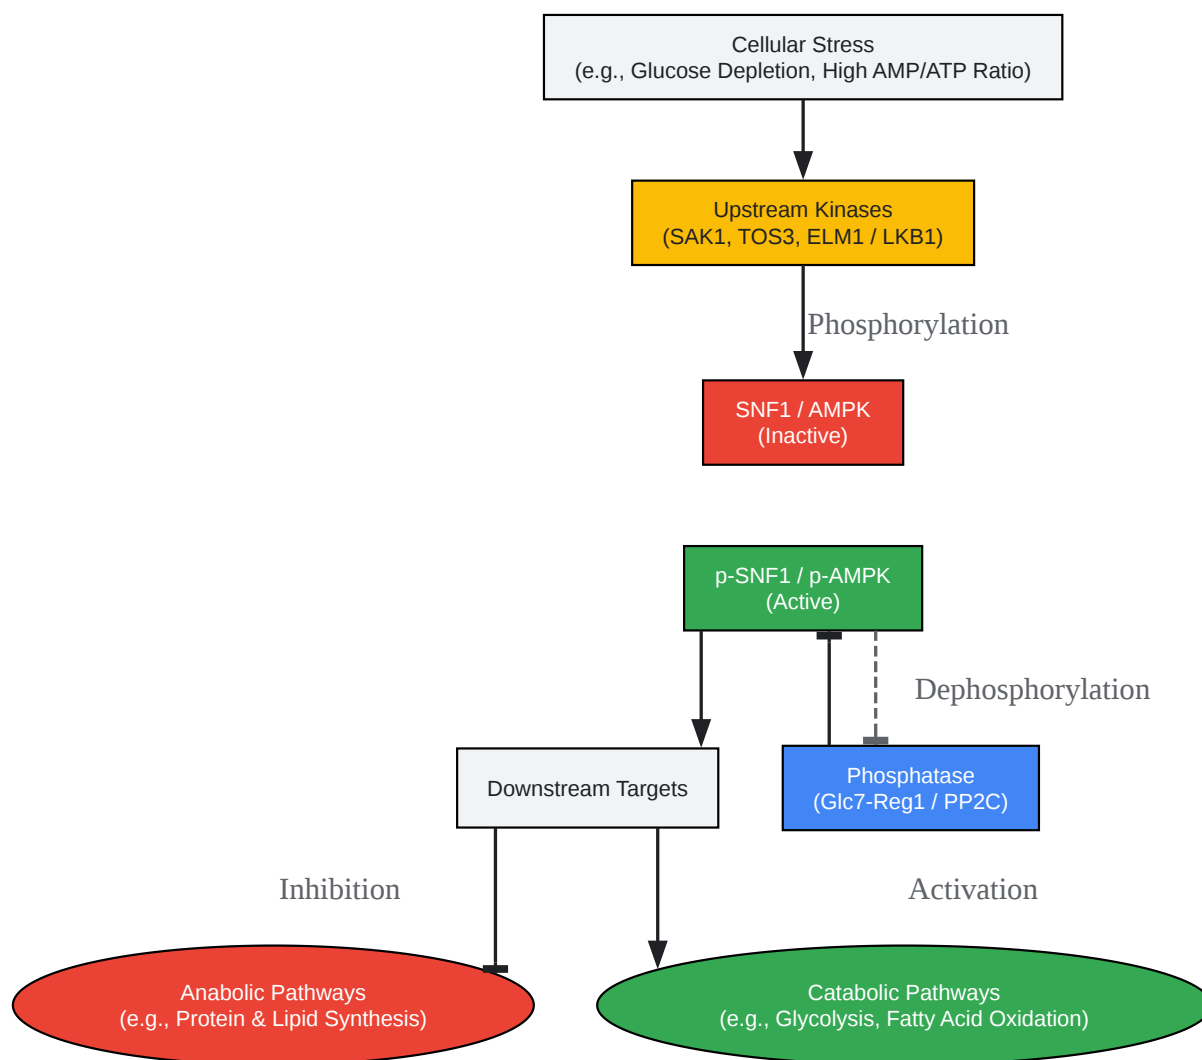 Cellular Stress
(e.g., Glucose Depletion, High AMP/ATP Ratio)
Upstream Kinases
(SAK1, TOS3, ELM1 / LKB1)
Phosphorylation
SNF1 / AMPK
(Inactive)
p-SNF1 / p-AMPK
(Active)
Dephosphorylation
Downstream Targets
Phosphatase
(Glc7-Reg1 / PP2C)
Inhibition
Activation
Anabolic Pathways
(e.g., Protein & Lipid Synthesis)
Catabolic Pathways
(e.g., Glycolysis, Fatty Acid Oxidation)